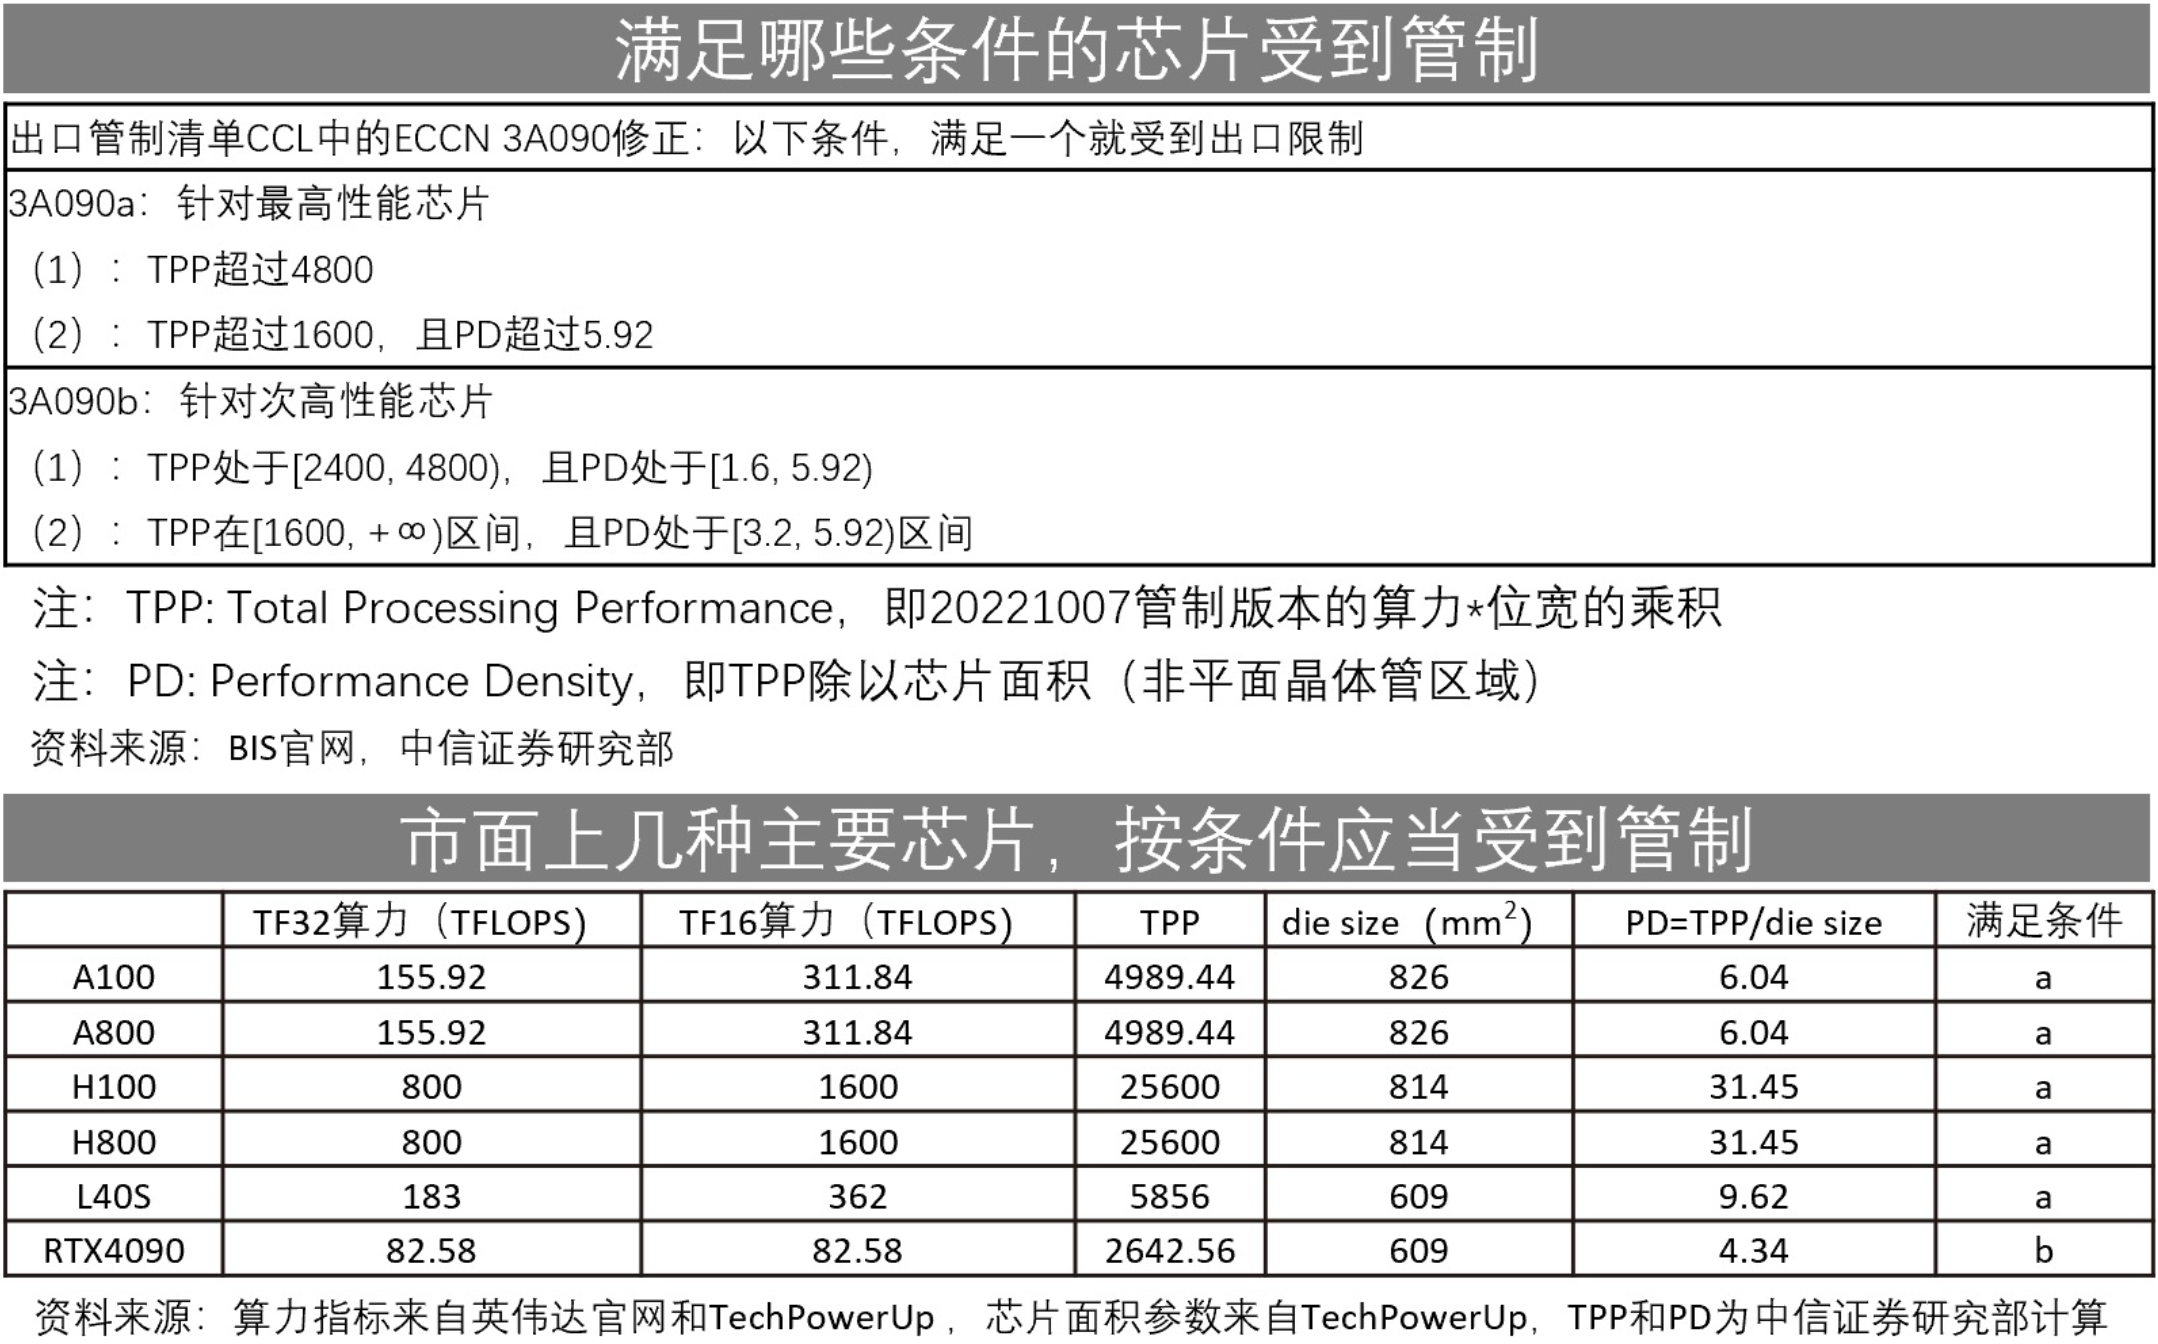 满足哪些条件的芯片受到管制
出口管制清单CCL中的ECCN 3A090修正：以下条件，满足一个就受到出口限制
3A090a：针对最高性能芯片
（1）：TPP超过4800
（2）：TPP超过1600，且PD超过5.92
3A090b：针对次高性能芯片
（1）：TPP处于[2400, 4800)，且PD处于[1.6, 5.92)
（2）：TPP在[1600, +∞)区间，且PD处于[3.2, 5.92)区间
注：TPP: Total Processing Performance，即20221007管制版本的算力*位宽的乘积
注：PD: Performance Density，即TPP除以芯片面积（非平面晶体管区域）
资料来源：BIS官网，中信证券研究部
市面上几种主要芯片，按条件应当受到管制
TF32算力（TFLOPS) TF16算力（TFLOPS) TPP die size（mm²) PD=TPP/die size 满足条件
A100 155.92 311.84 4989.44 826 6.04 a
A800 155.92 311.84 4989.44 826 6.04 a
H100 800 1600 25600 814 31.45 a
H800 800 1600 25600 814 31.45 a
L40S 183 362 5856 609 9.62 a
RTX4090 82.58 82.58 2642.56 609 4.34 b
资料来源：算力指标来自英伟达官网和TechPowerUp，芯片面积参数来自TechPowerUp，TPP和PD为中信证券研究部计算